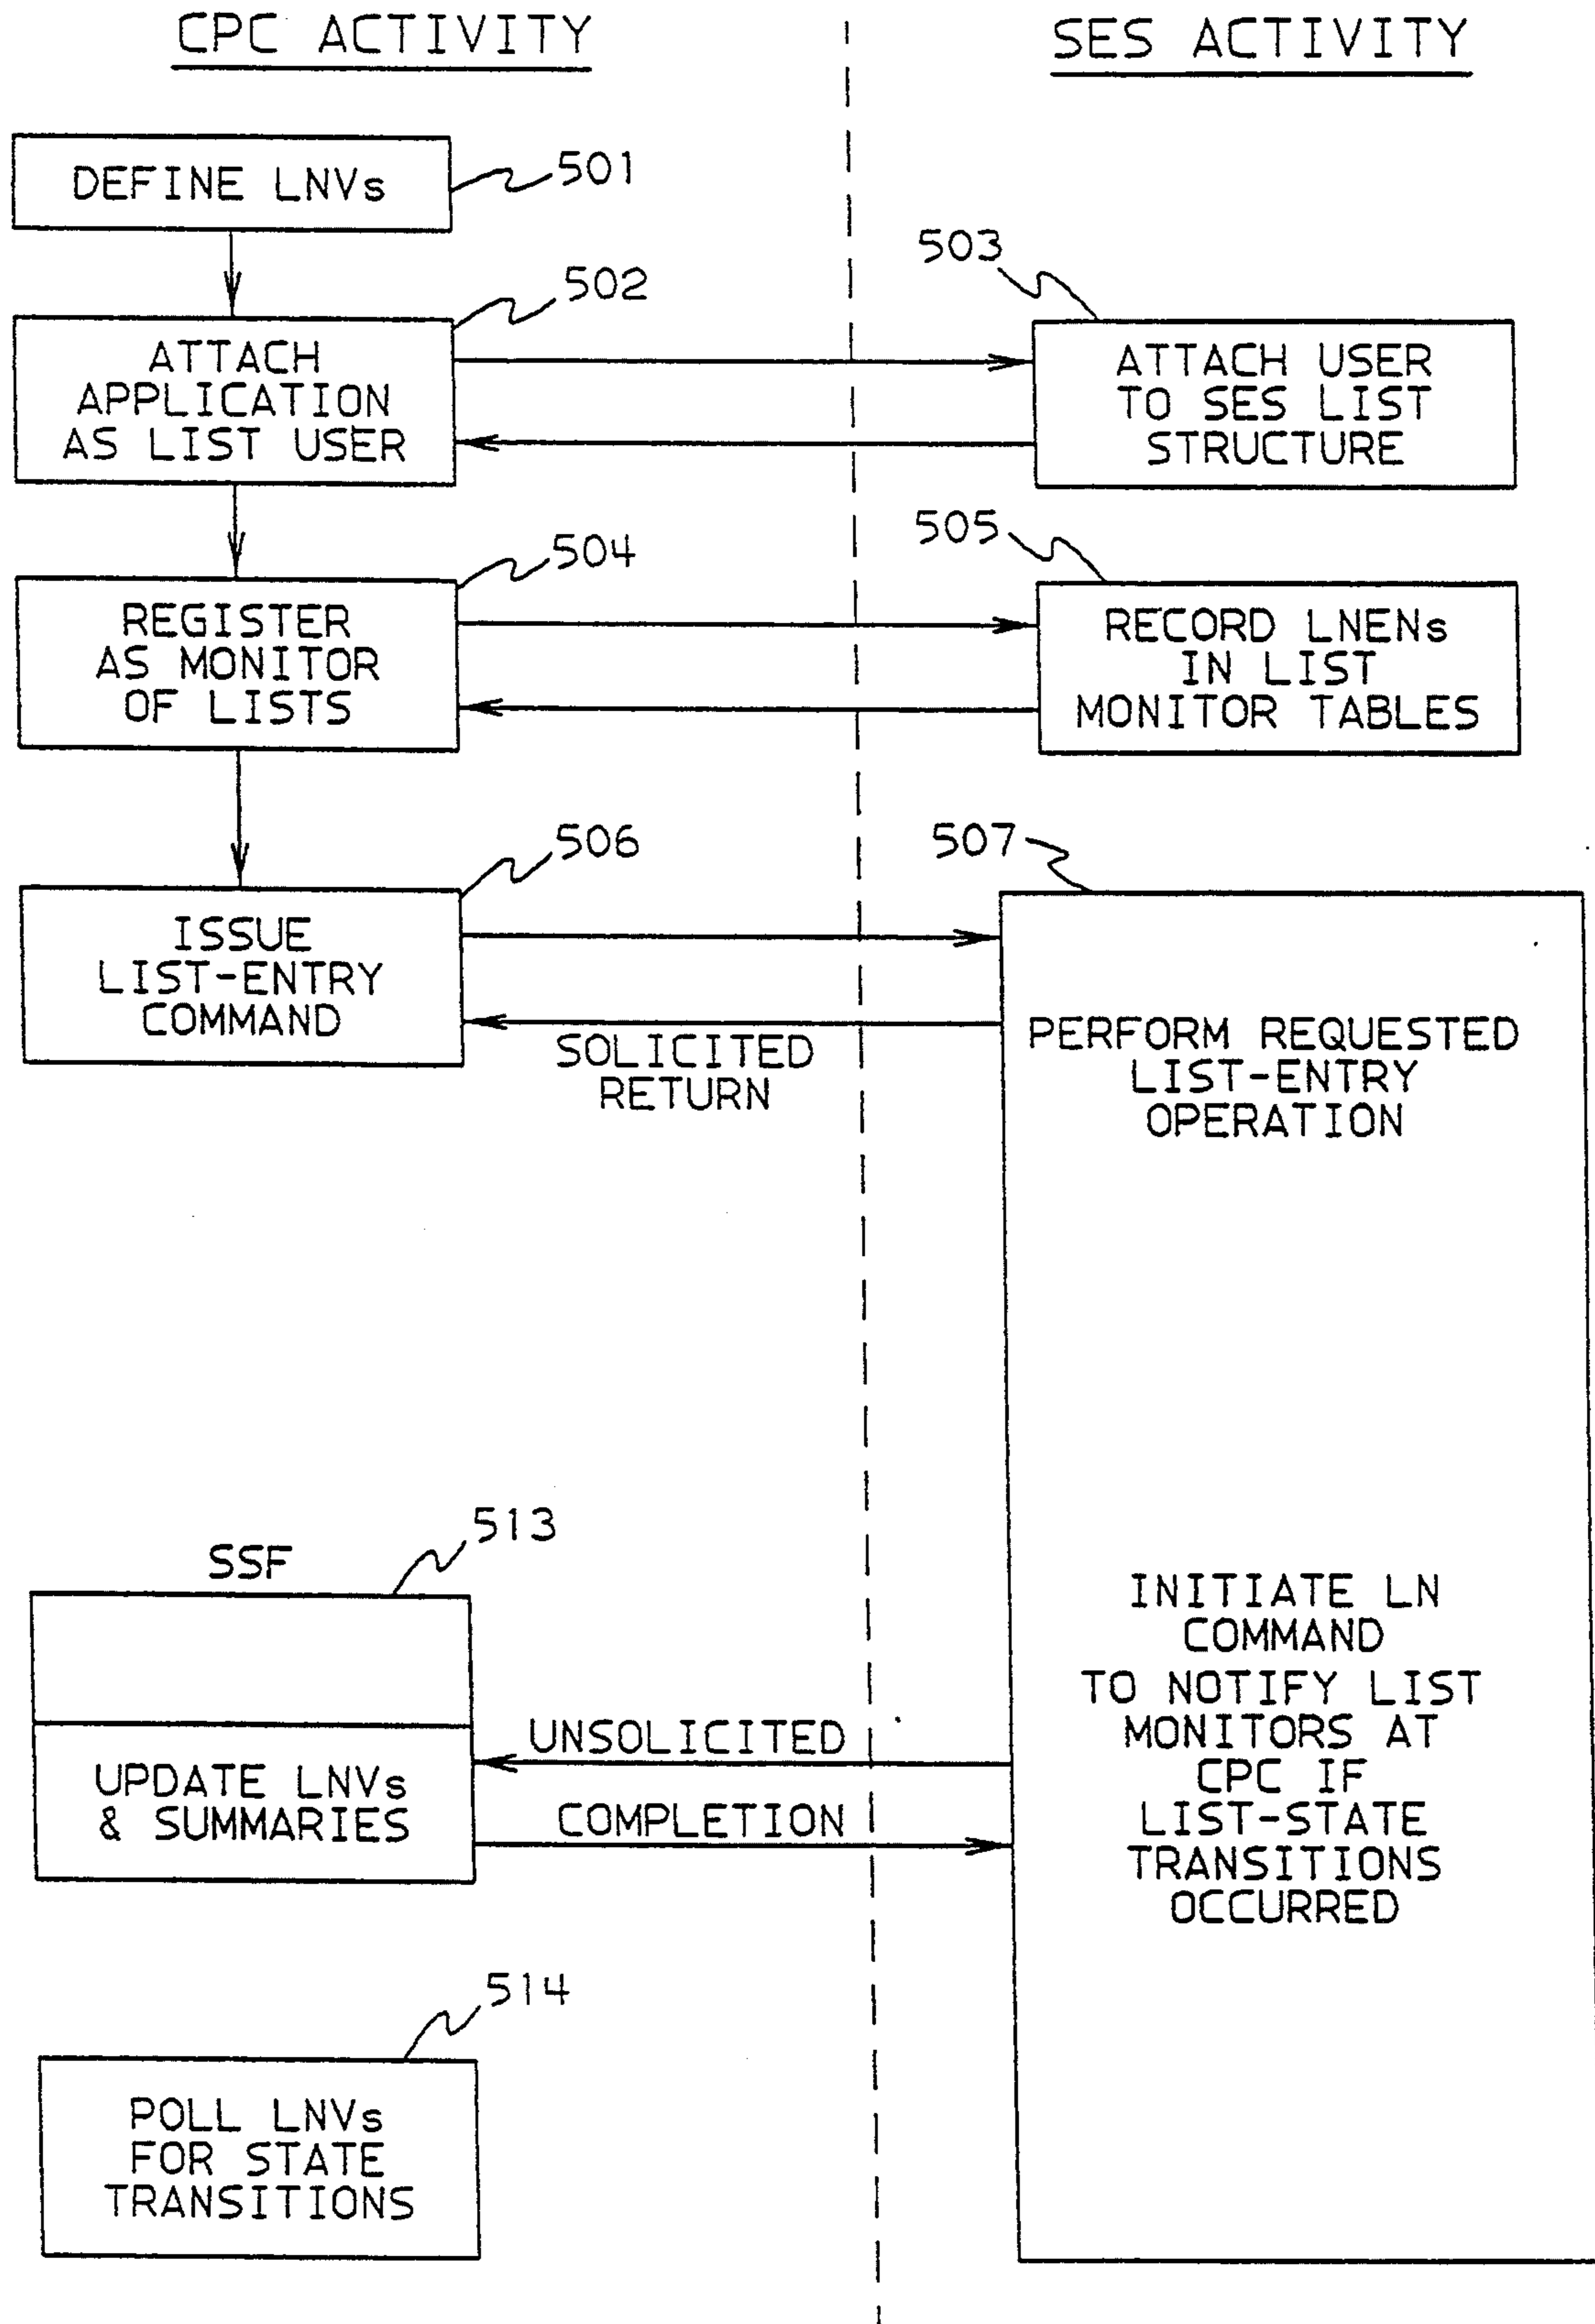 CPC ACTIVITY
SES ACTIVITY
DEFINE LNVs
501
502
503
ATTACH
APPLICATION
AS LIST USER
ATTACH USER
TO SES LIST
STRUCTURE
504
505
REGISTER
AS MONITOR
OF LISTS
RECORD LNENs
IN LIST
MONITOR TABLES
506
507
ISSUE
LIST-ENTRY
COMMAND
SOLICITED
RETURN
PERFORM REQUESTED
LIST-ENTRY
OPERATION
SSF
513
UPDATE LNVs
& SUMMARIES
UNSOLICITED
COMPLETION
INITIATE LN
COMMAND
TO NOTIFY LIST
MONITORS AT
CPC IF
LIST-STATE
TRANSITIONS
OCCURRED
514
POLL LNVs
FOR STATE
TRANSITIONS